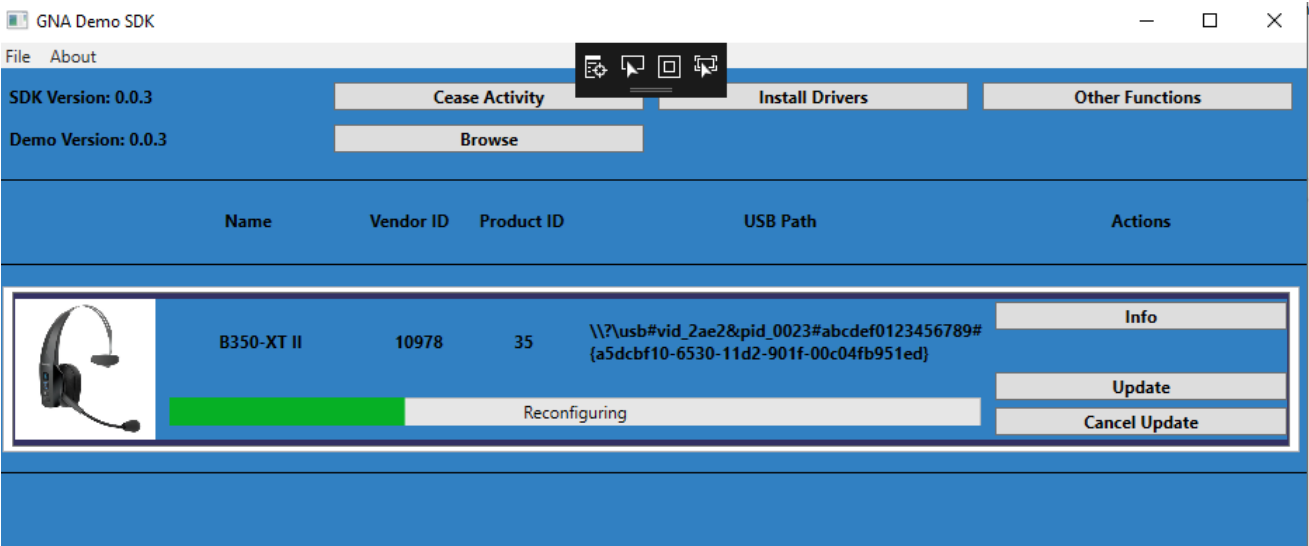 GNA Demo SDK
File About
SDK Version: 0.0.3
Cease Activity
Install Drivers
Other Functions
Demo Version: 0.0.3
Browse
Name
Vendor ID
Product ID
USB Path
Actions
B350-XT II
10978
35
\\?\usb#vid_2ae2&pid_0023#abcdef0123456789#
{a5dcbf10-6530-11d2-901f-00c04fb951ed}
Info
Update
Reconfiguring
Cancel Update